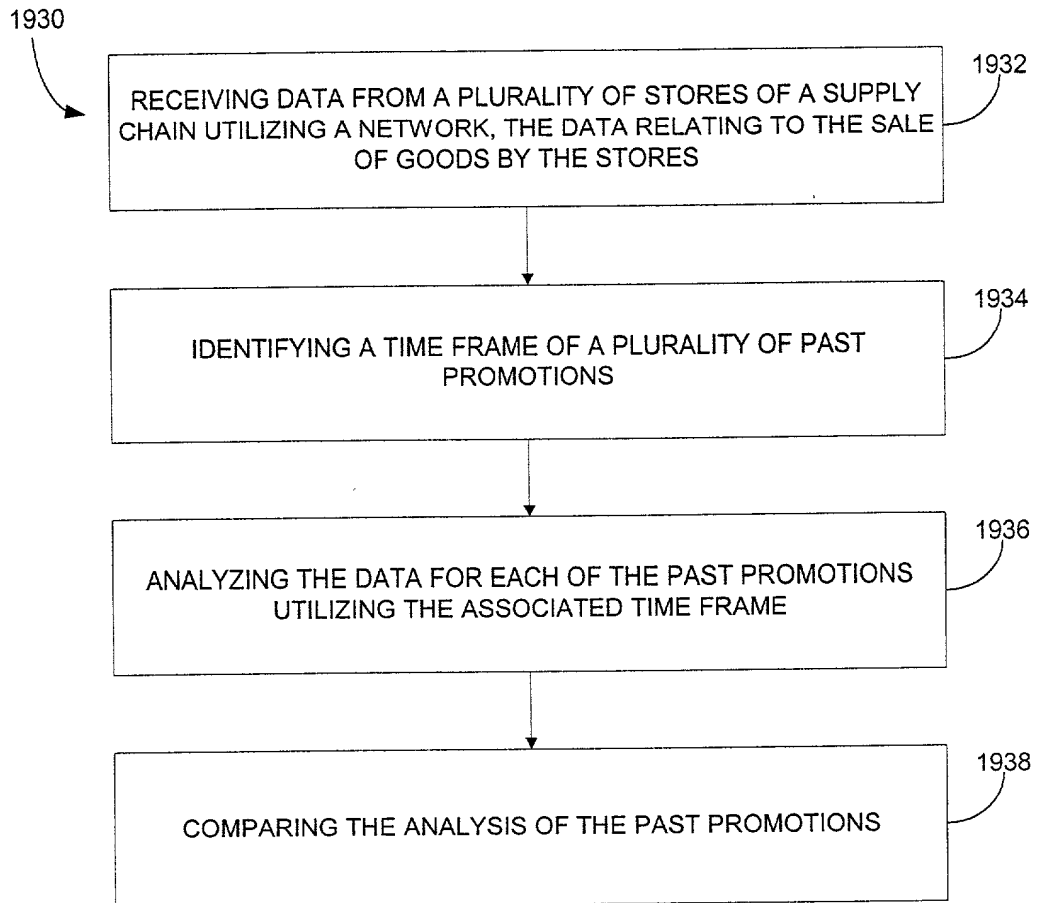 1930
1932
RECEIVING DATA FROM A PLURALITY OF STORES OF A SUPPLY
CHAIN UTILIZING A NETWORK, THE DATA RELATING TO THE SALE
OF GOODS BY THE STORES
1934
IDENTIFYING A TIME FRAME OF A PLURALITY OF PAST
PROMOTIONS
1936
ANALYZING THE DATA FOR EACH OF THE PAST PROMOTIONS
UTILIZING THE ASSOCIATED TIME FRAME
1938
COMPARING THE ANALYSIS OF THE PAST PROMOTIONS